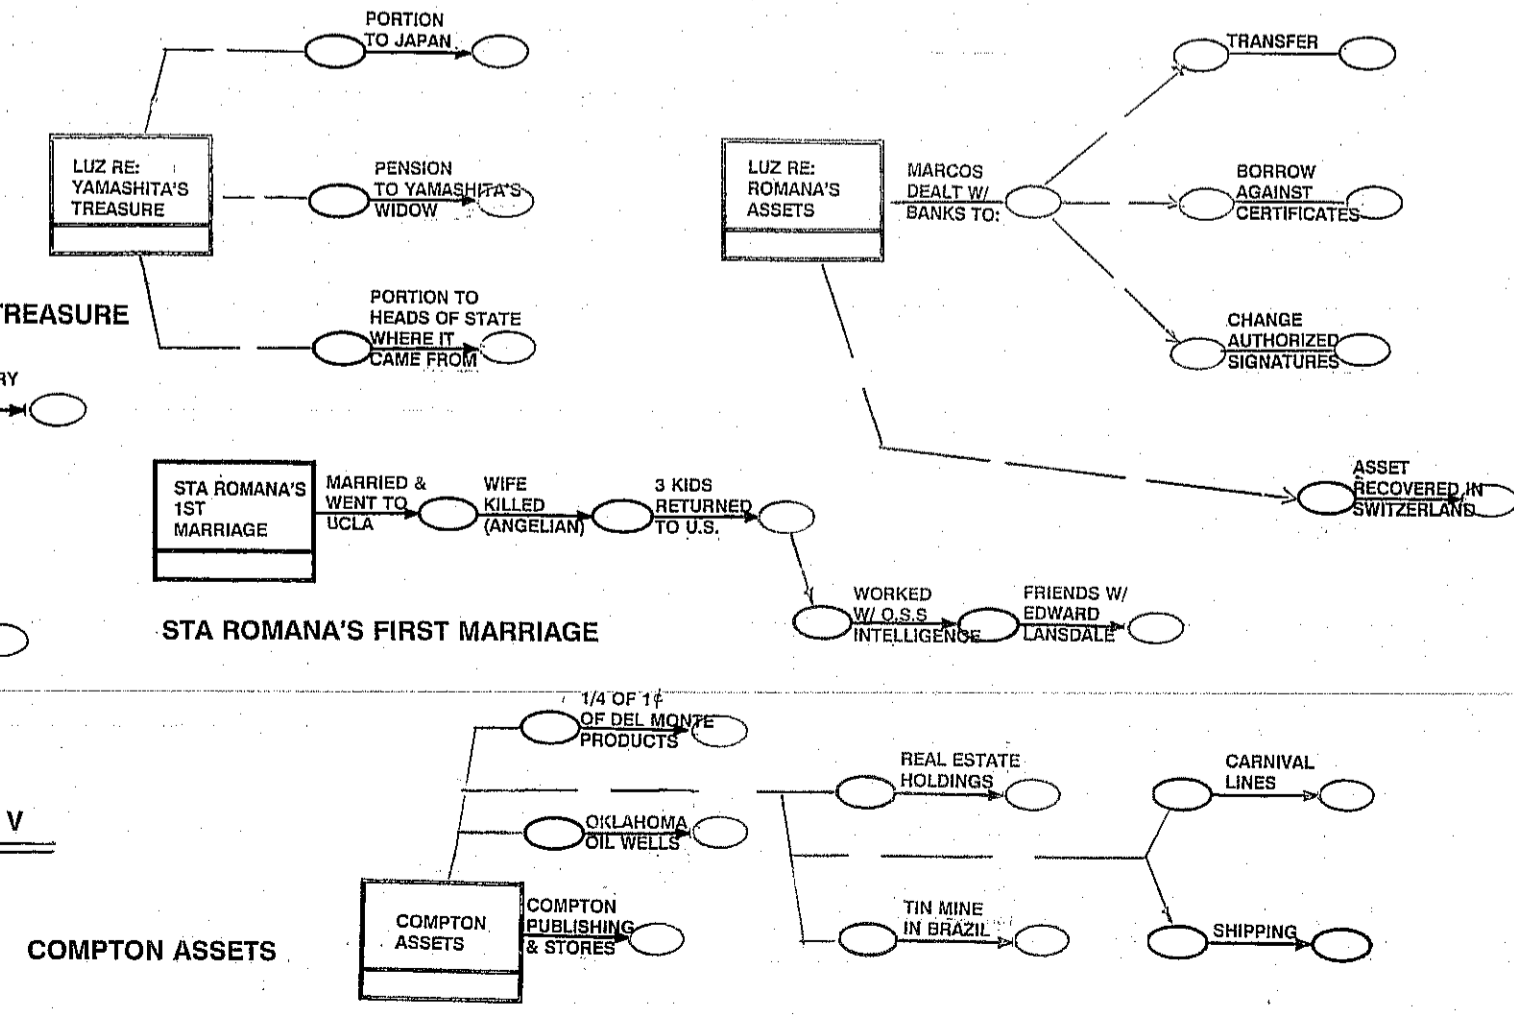 PORTION
TO JAPAN
LUZ RE:
YAMASHITA'S
TREASURE
PENSION
TO YAMASHITA'S
WIDOW
PORTION TO
HEADS OF STATE
WHERE IT
CAME FROM
TREASURE
RY
LUZ RE:
ROMANA'S
ASSETS
MARCOS
DEALT W/
BANKS TO:
TRANSFER
BORROW
AGAINST
CERTIFICATES
CHANGE
AUTHORIZED
SIGNATURES
ASSET
RECOVERED IN
SWITZERLAND
STA ROMANA'S
1ST
MARRIAGE
MARRIED &
WENT TO
UCLA
WIFE
KILLED
(ANGELIAN)
3 KIDS
RETURNED
TO U.S.
WORKED
W/ O.S.S
INTELLIGENCE
FRIENDS W/
EDWARD
LANSDALE
STA ROMANA'S FIRST MARRIAGE
1/4 OF 1¢
OF DEL MONTE
PRODUCTS
OKLAHOMA
OIL WELLS
COMPTON
ASSETS
COMPTON
PUBLISHING
& STORES
REAL ESTATE
HOLDINGS
TIN MINE
IN BRAZIL
CARNIVAL
LINES
SHIPPING
V
COMPTON ASSETS